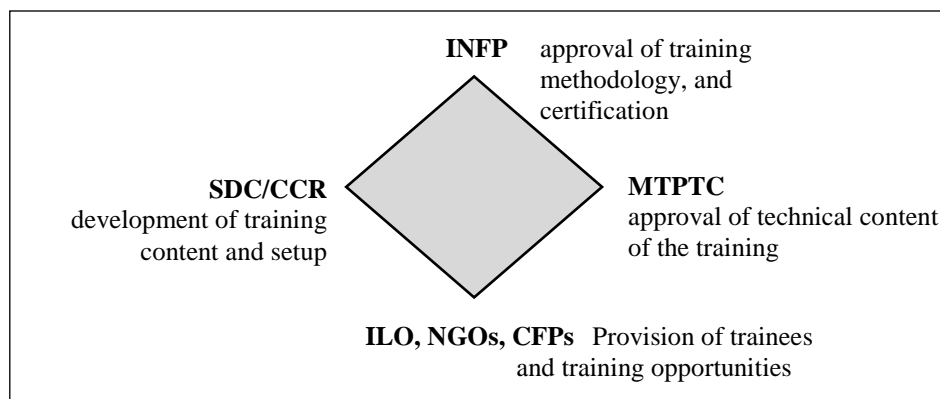 INFP approval of training
methodology, and
certification
SDC/CCR
development of training
content and setup
MTPTC
approval of technical content
of the training
ILO, NGOs, CFPs Provision of trainees
and training opportunities